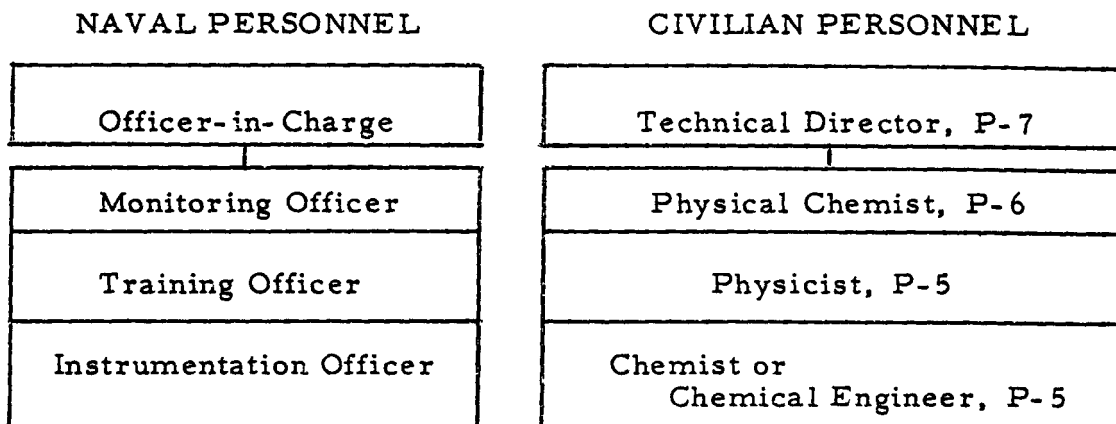 NAVAL PERSONNEL
Officer-in-Charge
Monitoring Officer
Training Officer
Instrumentation Officer
CIVILIAN PERSONNEL
Technical Director, P-7
Physical Chemist, P-6
Physicist, P-5
Chemist or
Chemical Engineer, P-5